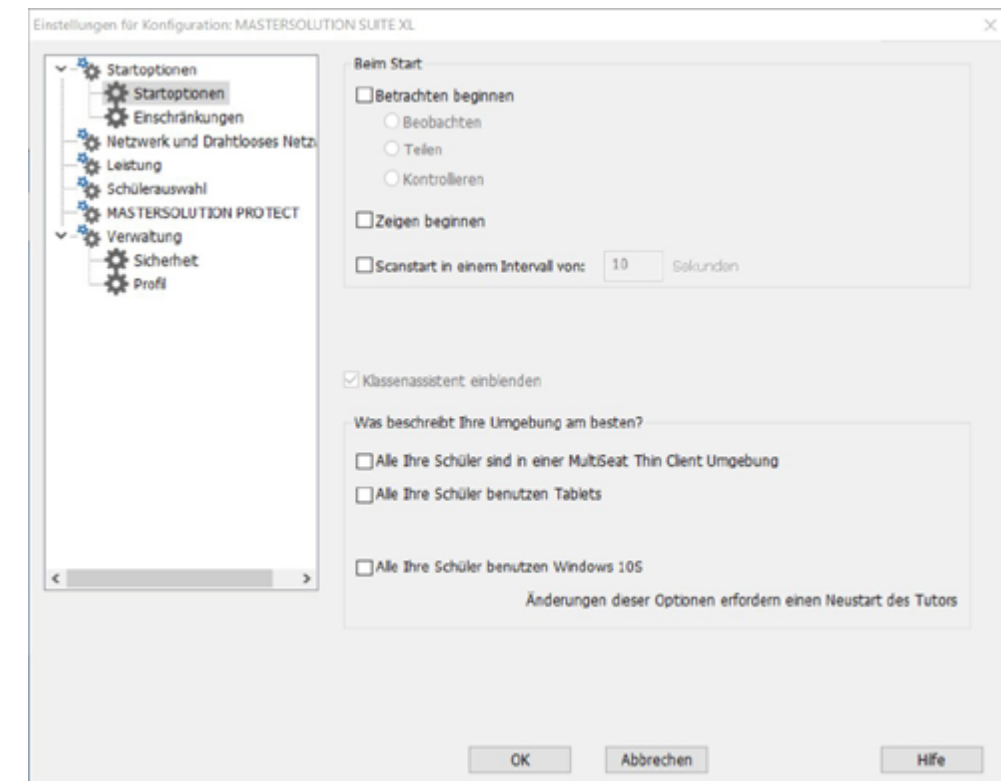 Einstellungen für Konfiguration: MASTERSOLUTION SUITE XL
Startoptionen
Startoptionen
Einschränkungen
Netzwerk und Drahtlooses Netz
Leistung
Schülerauswahl
MASTERSOLUTION PROTECT
Verwaltung
Sicherheit
Profil
Beim Start
Betrachten beginnen
Beobachten
Teilen
Kontrollieren
Zeigen beginnen
Scanstart in einem Intervall von: 10 Sekunden
Klassenassistent einblenden
Was beschreibt Ihre Umgebung am besten?
Alle Ihre Schüler sind in einer MultiSeat Thin Client Umgebung
Alle Ihre Schüler benutzen Tablets
Alle Ihre Schüler benutzen Windows 10S
Änderungen dieser Optionen erfordern einen Neustart des Tutors
OK Abbrechen Hilfe